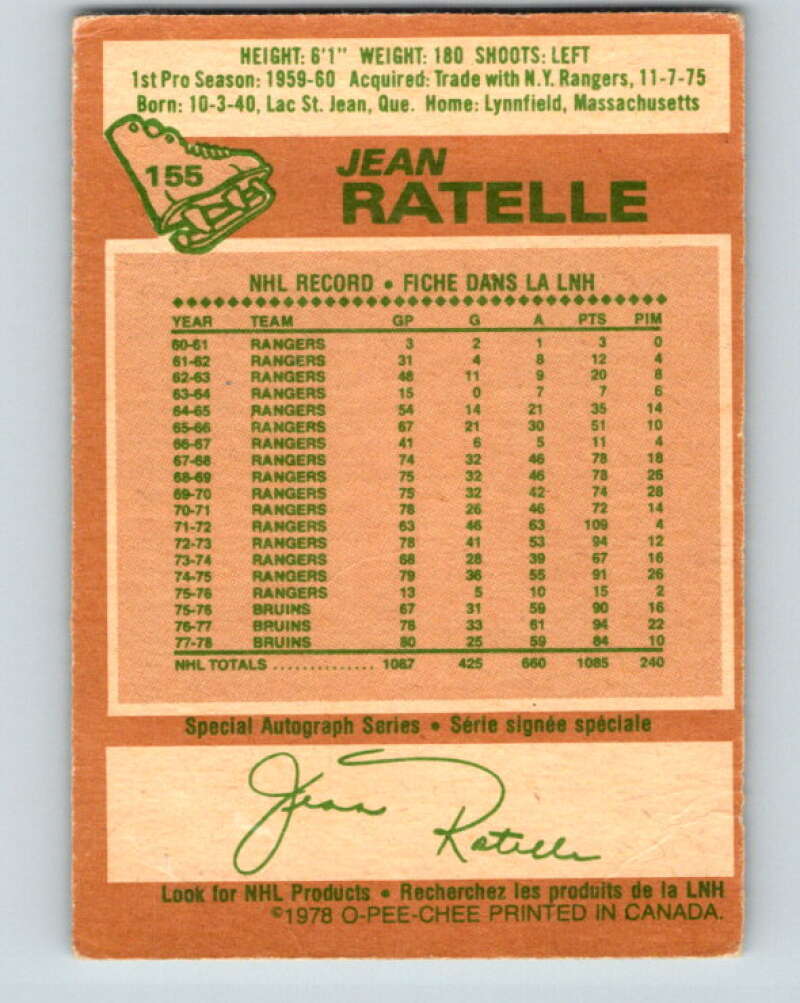 HEIGHT: 6'1" WEIGHT: 180 SHOOTS: LEFT
1st Pro Season: 1959-60 Acquired: Trade with N.Y. Rangers, 11-7-75
Born: 10-3-40, Lac St. Jean, Que. Home: Lynnfield, Massachusetts
155
JEAN
RATELLE
NHL RECORD • FICHE DANS LA LNH
YEAR TEAM GP G A PTS PIM
60-61 RANGERS 3 2 1 3 0
61-62 RANGERS 31 4 8 12 4
62-63 RANGERS 48 11 9 20 8
63-64 RANGERS 15 0 7 7 6
64-65 RANGERS 54 14 21 35 14
65-66 RANGERS 67 21 30 51 10
66-67 RANGERS 41 6 5 11 4
67-68 RANGERS 74 32 46 78 18
68-69 RANGERS 75 32 46 78 26
69-70 RANGERS 75 32 42 74 28
70-71 RANGERS 78 26 46 72 14
71-72 RANGERS 63 46 63 109 4
72-73 RANGERS 78 41 53 94 12
73-74 RANGERS 68 28 39 67 16
74-75 RANGERS 79 36 55 91 26
75-76 RANGERS 13 5 10 15 2
75-76 BRUINS 67 31 59 90 16
76-77 BRUINS 78 33 61 94 22
77-78 BRUINS 80 25 59 84 10
NHL TOTALS .............. 1087 425 660 1085 240
Special Autograph Series • Série signée spéciale
Jean Ratelle
Look for NHL Products • Recherchez les produits de la LNH
©1978 O-PEE-CHEE PRINTED IN CANADA.